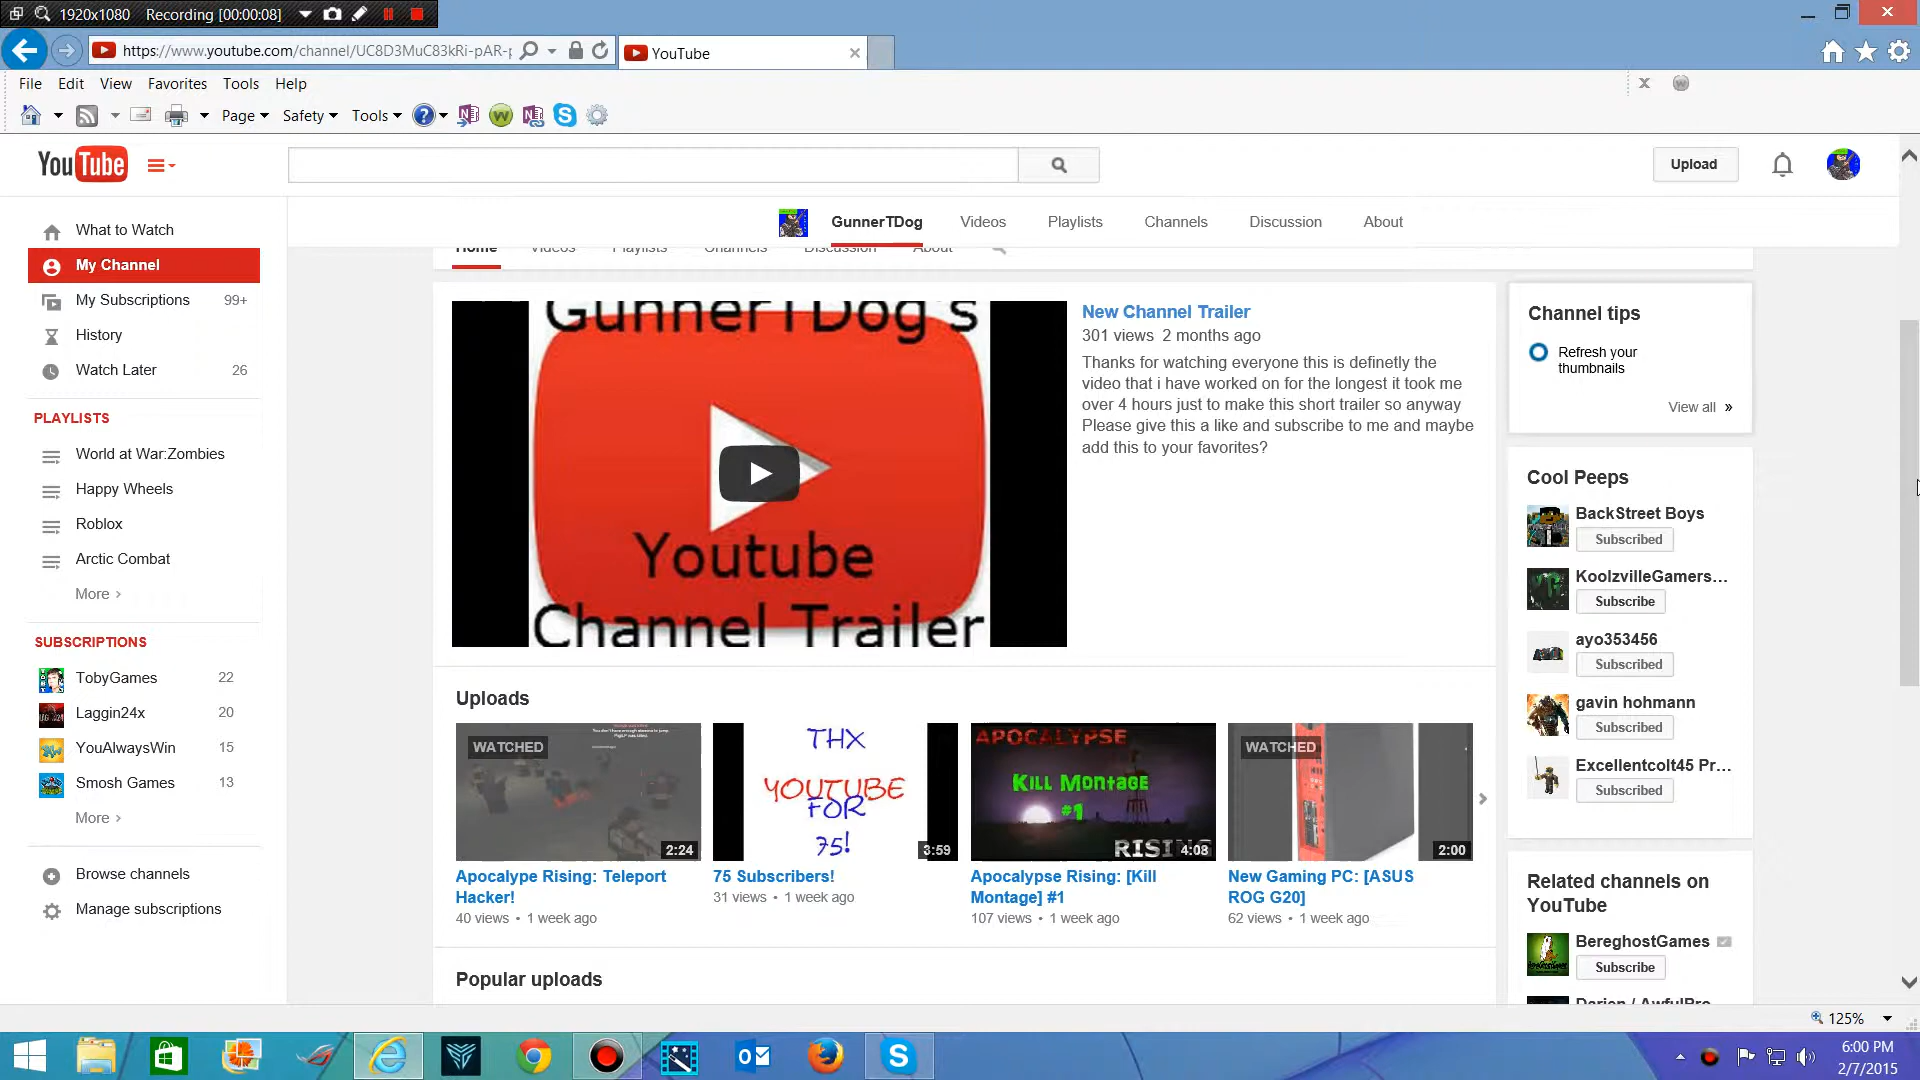 1920x1080 Recording [00:00:08]
https://www.youtube.com/channel/UC8D3MuC83kRi-pAR-
YouTube
File Edit View Favorites Tools Help
Page Safety Tools
YouTube
Upload
GunnerTDog Videos Playlists Channels Discussion About
Home Videos Playlists Channels Discussion About
What to Watch
My Channel
My Subscriptions 99+
History
Watch Later 26
PLAYLISTS
World at War:Zombies
Happy Wheels
Roblox
Arctic Combat
More
SUBSCRIPTIONS
TobyGames 22
Laggin24x 20
YouAlwaysWin 15
Smosh Games 13
More
Browse channels
Manage subscriptions
GunnerTDog's
Youtube
Channel Trailer
New Channel Trailer
301 views 2 months ago
Thanks for watching everyone this is definetly the
video that i have worked on for the longest it took me
over 4 hours just to make this short trailer so anyway
Please give this a like and subscribe to me and maybe
add this to your favorites?
Uploads
WATCHED
2:24
Apocalype Rising: Teleport
Hacker!
40 views • 1 week ago
THX
YOUTUBE
FOR
75!
3:59
75 Subscribers!
31 views • 1 week ago
APOCALYPSE
Kill Montage
#1
RISING
4:08
Apocalypse Rising: [Kill
Montage] #1
107 views • 1 week ago
WATCHED
2:00
New Gaming PC: [ASUS
ROG G20]
62 views • 1 week ago
Popular uploads
Channel tips
Refresh your
thumbnails
View all »
Cool Peeps
BackStreet Boys
Subscribed
KoolzvilleGamers...
Subscribe
ayo353456
Subscribed
gavin hohmann
Subscribed
Excellentcolt45 Pr...
Subscribed
Related channels on
YouTube
BereghostGames
Subscribe
Darien / AwfulPro
125%
6:00 PM
2/7/2015